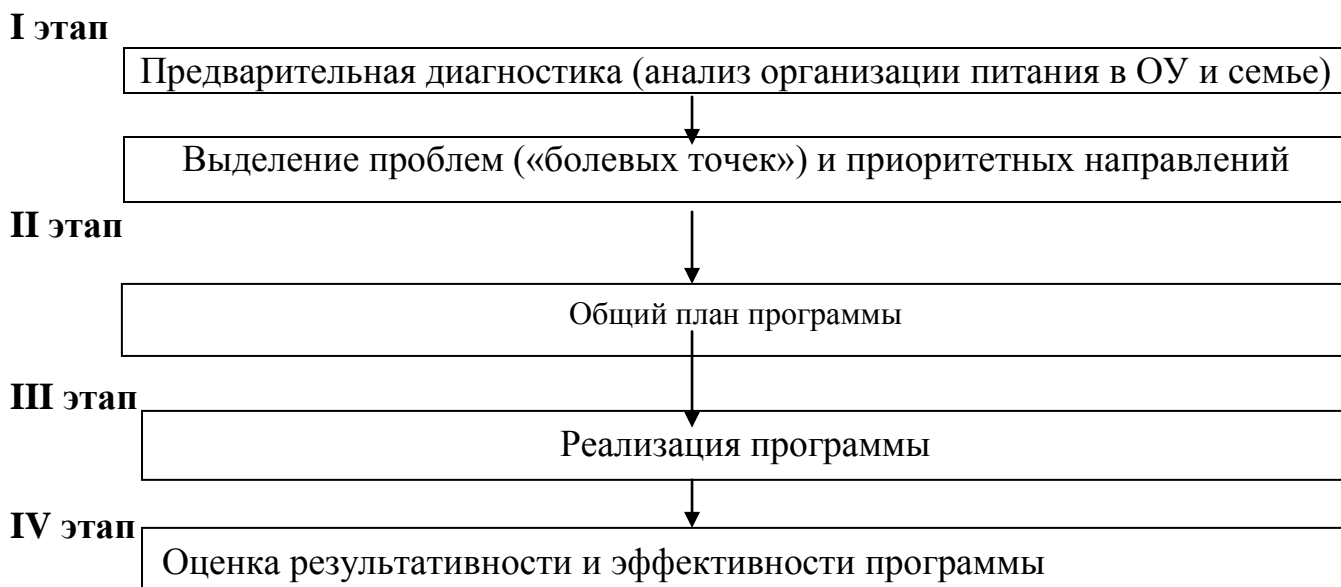 I этап
Предварительная диагностика (анализ организации питания в ОУ и семье)
Выделение проблем («болевых точек») и приоритетных направлений
II этап
Общий план программы
III этап
Реализация программы
IV этап
Оценка результативности и эффективности программы